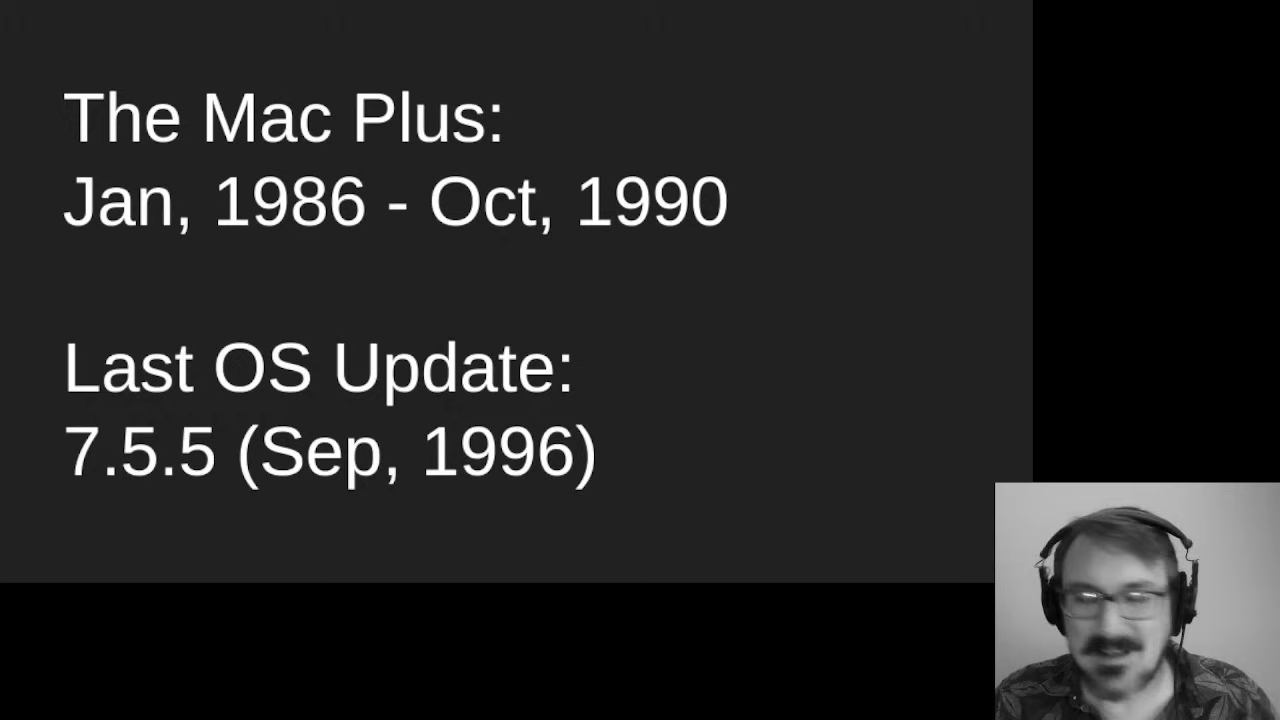 The Mac Plus:
Jan, 1986 - Oct, 1990
Last OS Update:
7.5.5 (Sep, 1996)